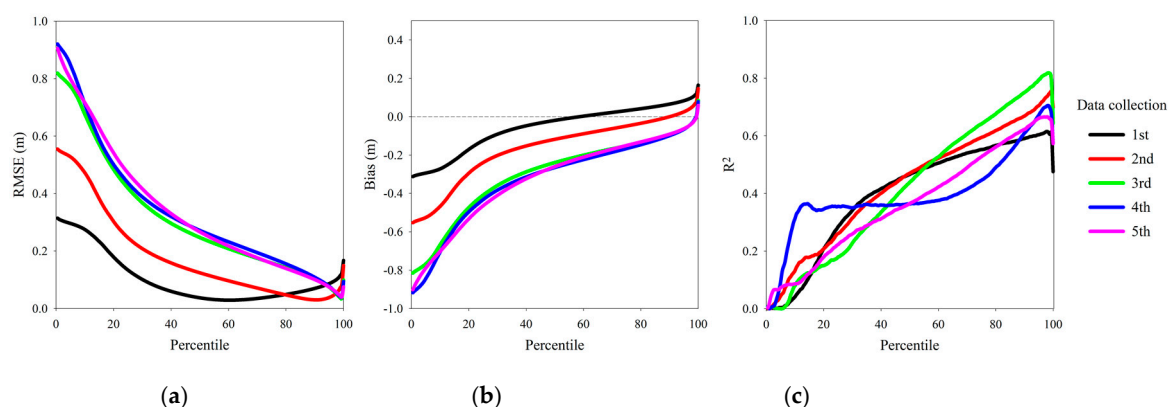 1.0
0.8
0.6
0.4
0.2
0.0
RMSE (m)
0 20 40 60 80 100
Percentile
(a)
0.4
0.2
0.0
-0.2
-0.4
-0.6
-0.8
-1.0
Bias (m)
0 20 40 60 80 100
Percentile
(b)
1.0
0.8
0.6
0.4
0.2
0.0
R²
0 20 40 60 80 100
Percentile
(c)
Data collection
1st
2nd
3rd
4th
5th